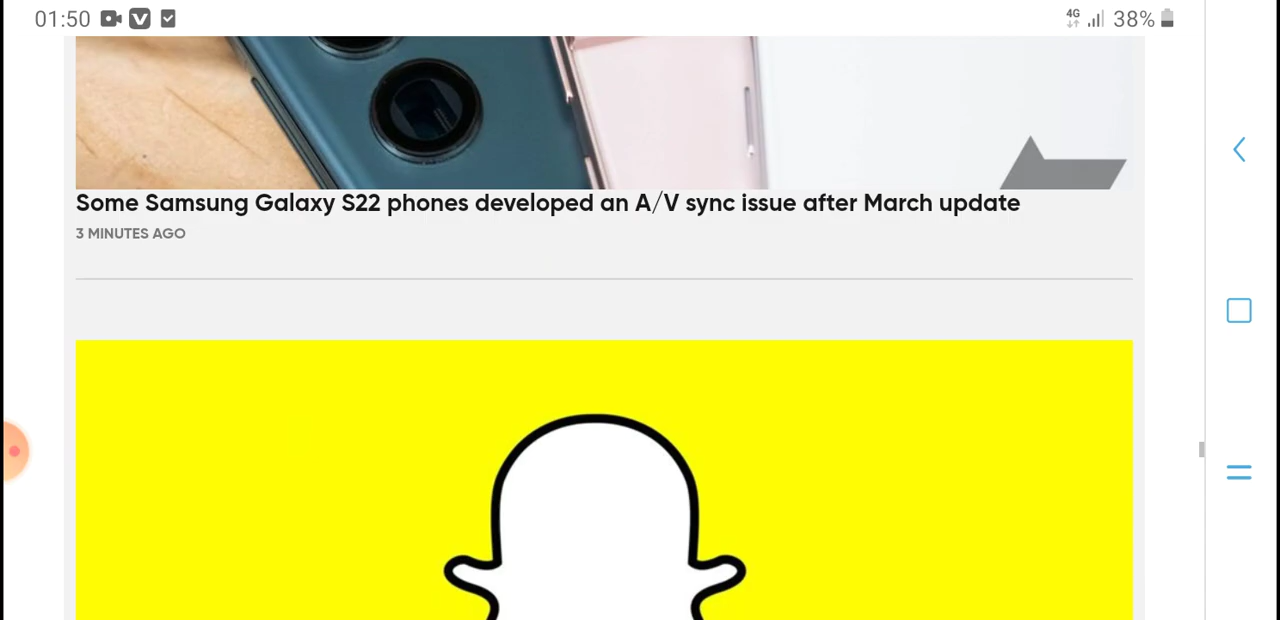 01:50
4G
38%
Some Samsung Galaxy S22 phones developed an A/V sync issue after March update
3 MINUTES AGO